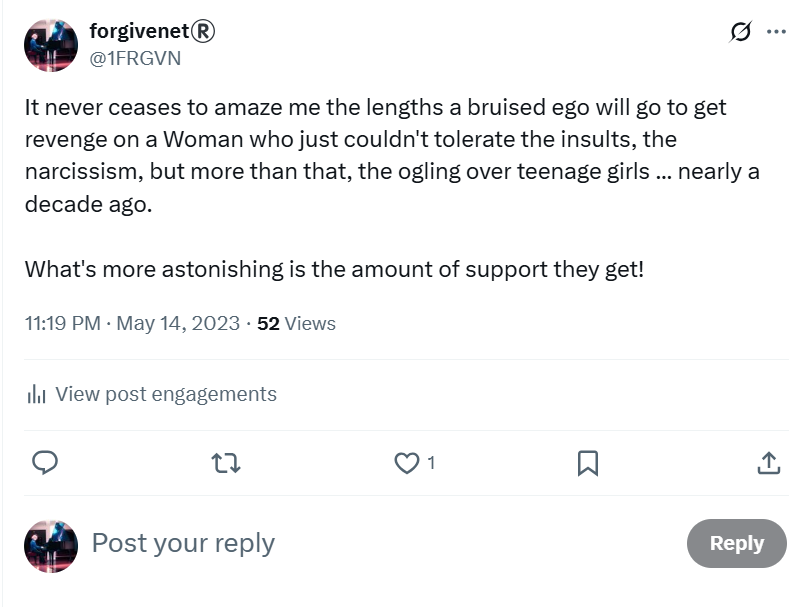 forgivenet®
@1FRGVN
It never ceases to amaze me the lengths a bruised ego will go to get
revenge on a Woman who just couldn't tolerate the insults, the
narcissism, but more than that, the ogling over teenage girls ... nearly a
decade ago.
What's more astonishing is the amount of support they get!
11:19 PM · May 14, 2023 · 52 Views
View post engagements
1
Post your reply
Reply